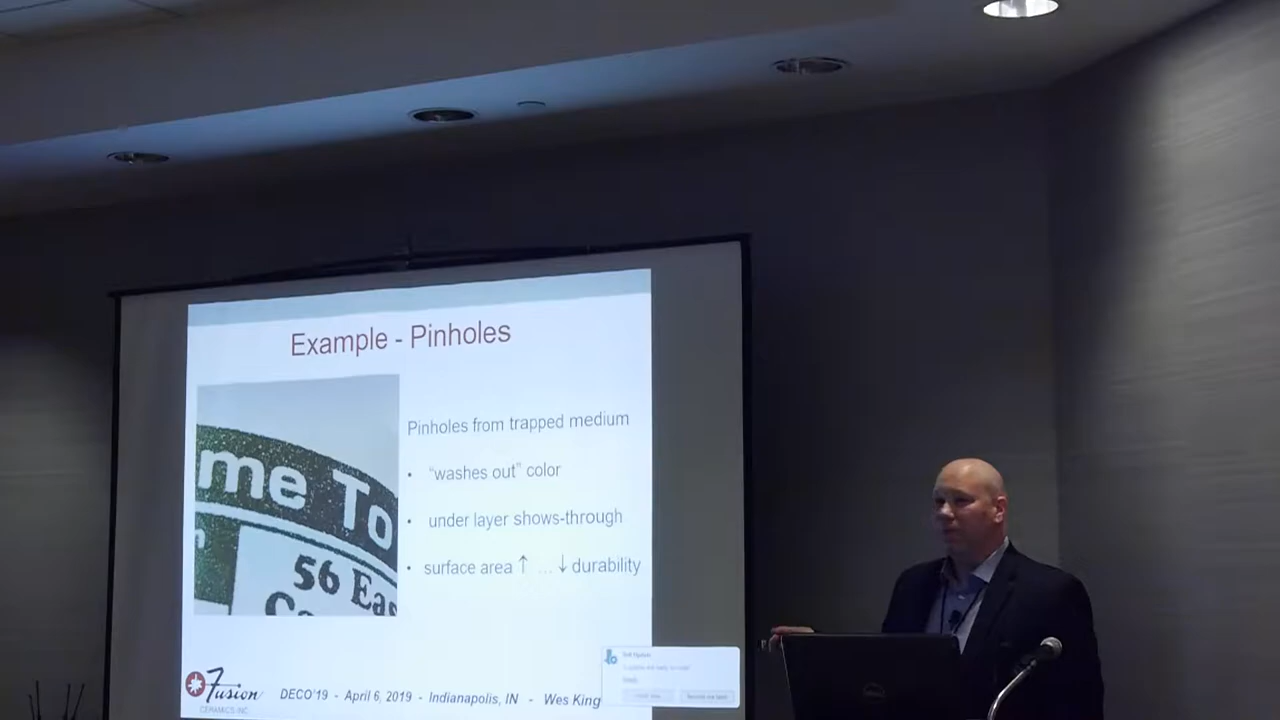 Example - Pinholes
me To
56 Eas
Pinholes from trapped medium
• “washes out” color
• under layer shows-through
• surface area ↑ ... ↓ durability
Fusion
CERAMICS INC
DECO'19 - April 6, 2019 - Indianapolis, IN - Wes King
DELL